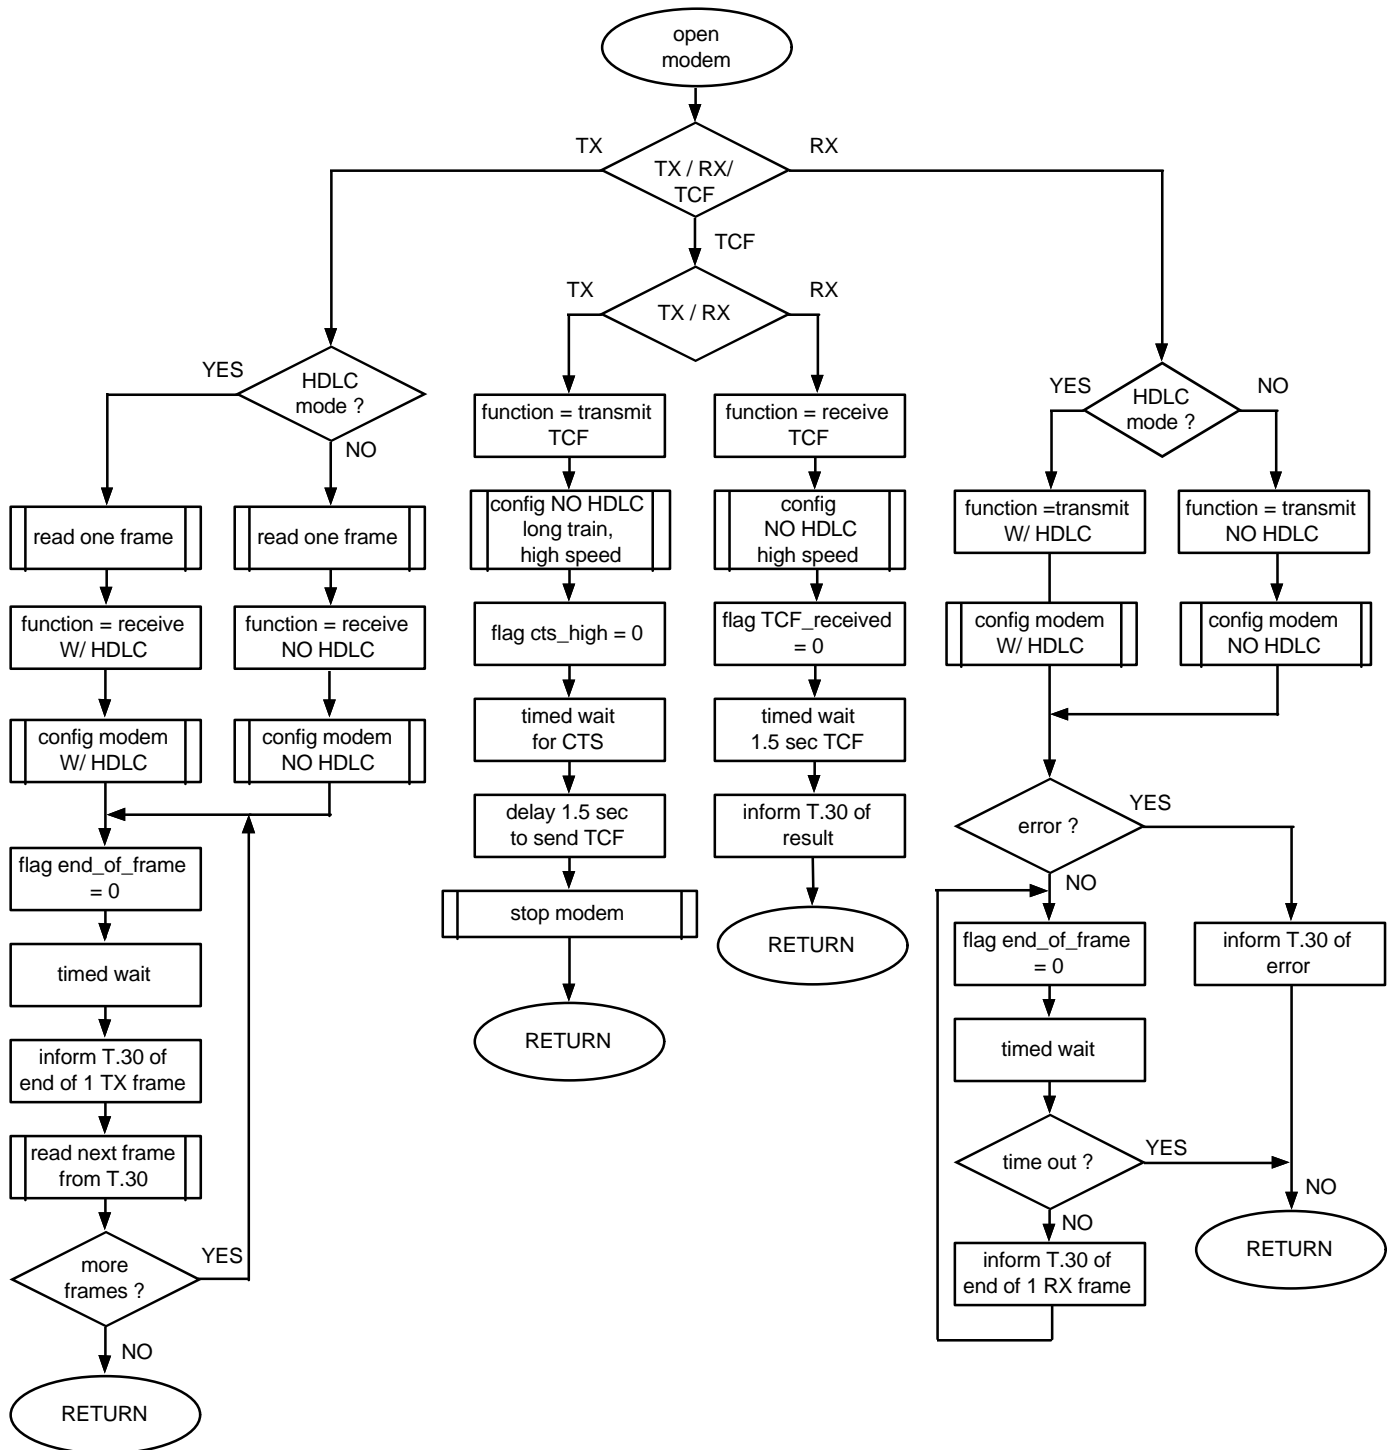 open
modem
TX
RX
TX / RX/
TCF
TCF
TX
RX
TX / RX
YES
HDLC
mode ?
NO
read one frame
read one frame
function = receive
W/ HDLC
function = receive
NO HDLC
config modem
W/ HDLC
config modem
NO HDLC
flag end_of_frame
= 0
timed wait
inform T.30 of
end of 1 TX frame
read next frame
from T.30
more
frames ?
YES
NO
RETURN
function = transmit
TCF
config NO HDLC
long train,
high speed
flag cts_high = 0
timed wait
for CTS
delay 1.5 sec
to send TCF
stop modem
RETURN
function = receive
TCF
config
NO HDLC
high speed
flag TCF_received
= 0
timed wait
1.5 sec TCF
inform T.30 of
result
RETURN
YES
HDLC
mode ?
NO
function =transmit
W/ HDLC
function = transmit
NO HDLC
config modem
W/ HDLC
config modem
NO HDLC
error ?
YES
NO
flag end_of_frame
= 0
inform T.30 of
error
timed wait
time out ?
YES
NO
NO
inform T.30 of
end of 1 RX frame
RETURN